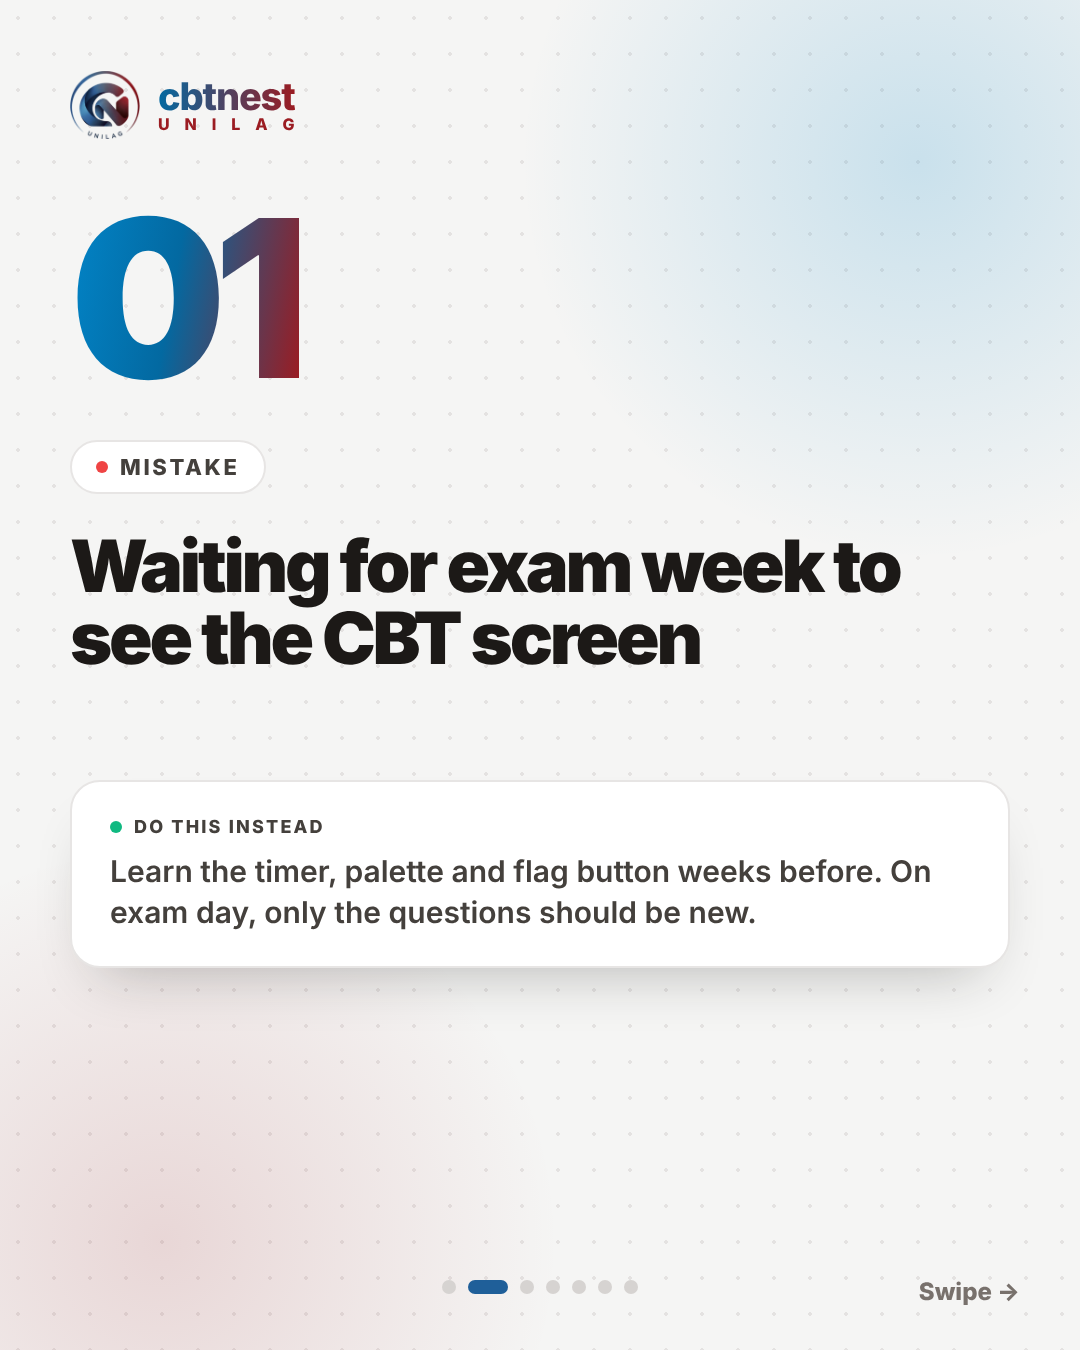 UNILAG
cbtnest
UNILAG
01
MISTAKE
Waiting for exam week to
see the CBT screen
DO THIS INSTEAD
Learn the timer, palette and flag button weeks before. On
exam day, only the questions should be new.
Swipe →